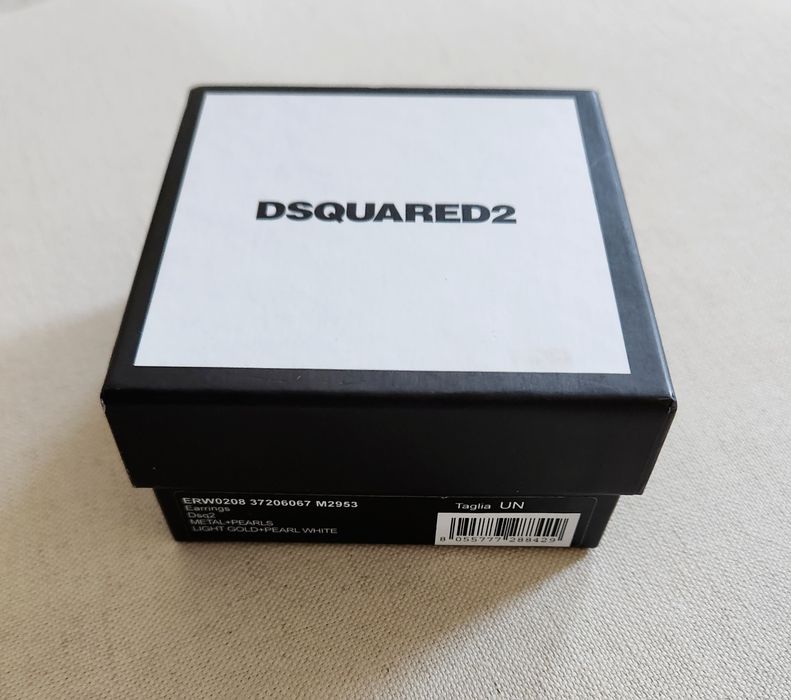 DSQUARED2
ERW0208 37206067 M2953
Earrings
Dsq2
METAL+PEARLS
LIGHT GOLD+PEARL WHITE
Taglia UN
8 055777 288429